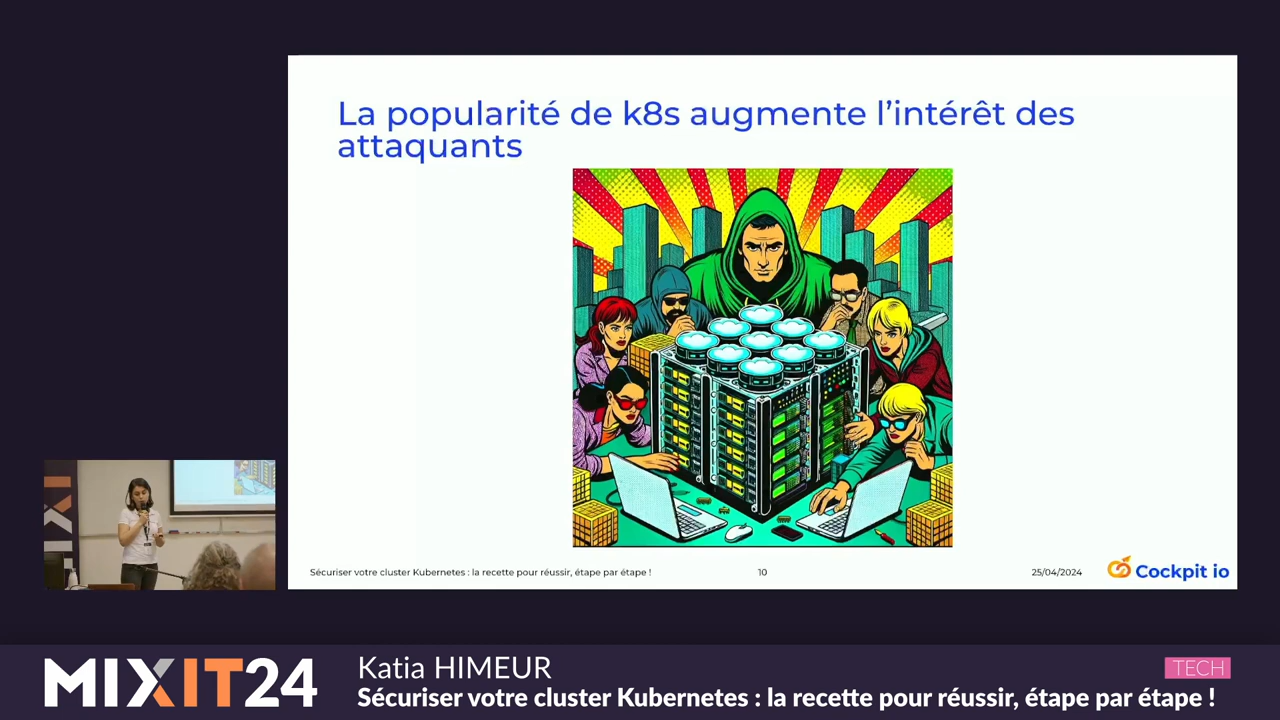 La popularité de k8s augmente l’intérêt des
attaquants
Sécuriser votre cluster Kubernetes : la recette pour réussir, étape par étape !
10
25/04/2024
Cockpit io
MIXIT24
Katia HIMEUR
TECH
Sécuriser votre cluster Kubernetes : la recette pour réussir, étape par étape !